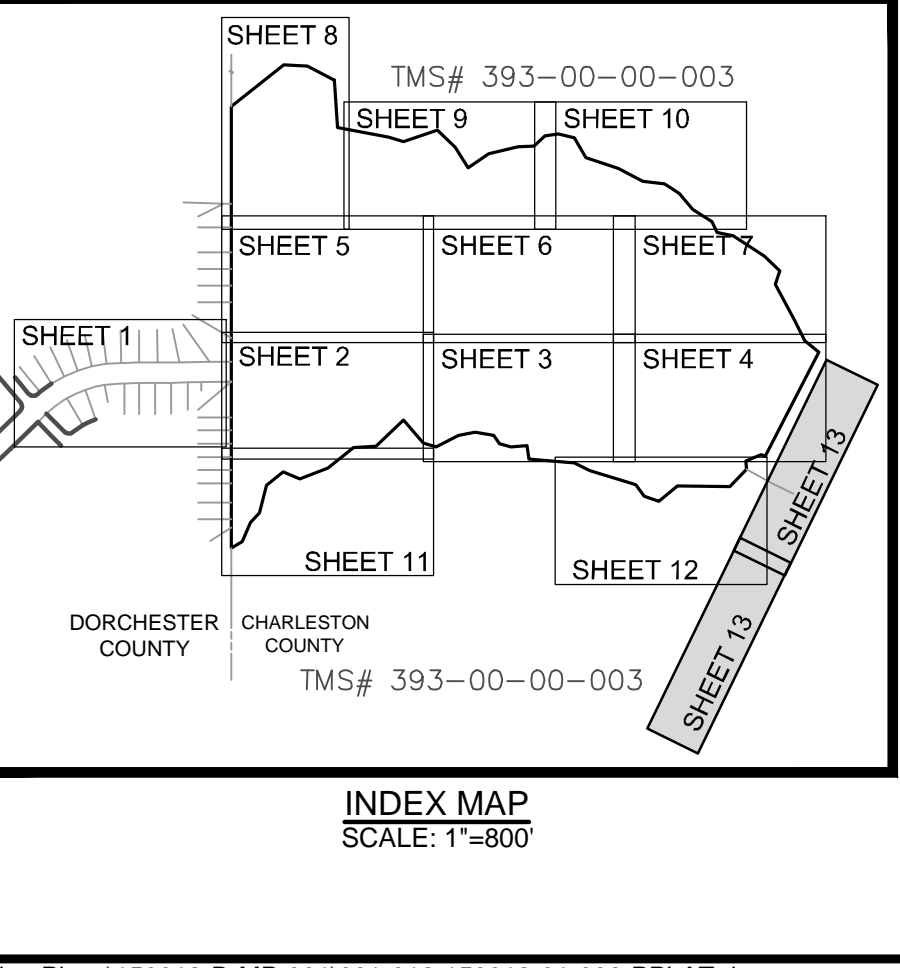 SHEET 8
TMS# 393-00-00-003
SHEET 9
SHEET 10
SHEET 5
SHEET 6
SHEET 7
SHEET 1
SHEET 2
SHEET 3
SHEET 4
SHEET 13
SHEET 11
SHEET 12
DORCHESTER
COUNTY
CHARLESTON
COUNTY
SHEET 13
TMS# 393-00-00-003
INDEX MAP
SCALE: 1"=800'